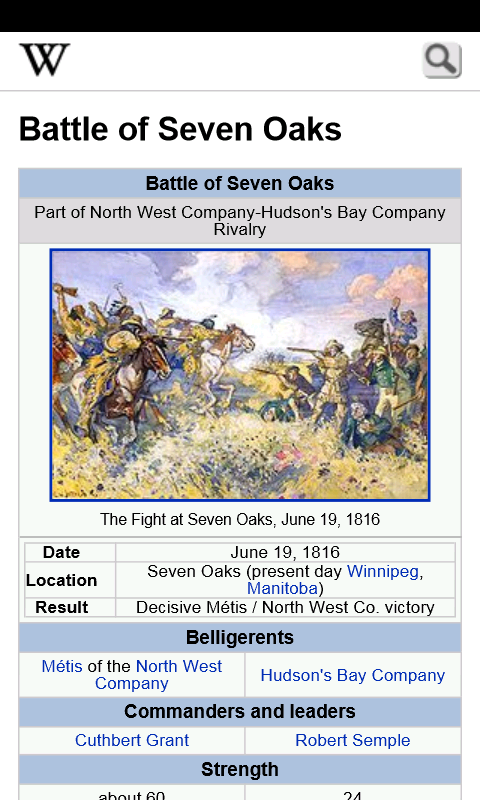 W
Battle of Seven Oaks
Battle of Seven Oaks
Part of North West Company-Hudson's Bay Company
Rivalry
The Fight at Seven Oaks, June 19, 1816
Date June 19, 1816
Location Seven Oaks (present day Winnipeg,
Manitoba)
Result Decisive Métis / North West Co. victory
Belligerents
Métis of the North West
Company
Hudson's Bay Company
Commanders and leaders
Cuthbert Grant Robert Semple
Strength
about 60 24